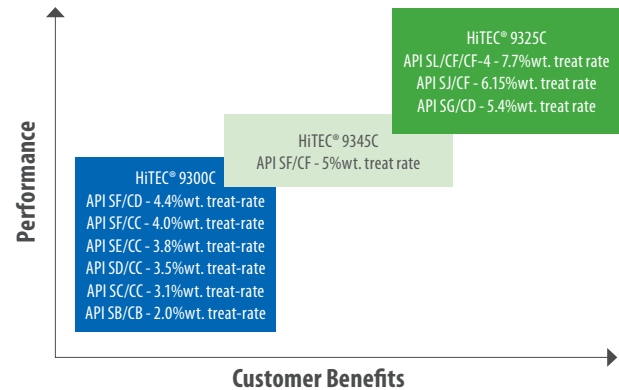 HiTEC® 9325C
API SL/CF/CF-4 - 7.7%wt. treat rate
API SJ/CF - 6.15%wt. treat rate
API SG/CD - 5.4%wt. treat rate
HiTEC® 9345C
API SF/CF - 5%wt. treat rate
HiTEC® 9300C
API SF/CD - 4.4%wt. treat-rate
API SF/CC - 4.0%wt. treat-rate
API SE/CC - 3.8%wt. treat-rate
API SD/CC - 3.5%wt. treat-rate
API SC/CC - 3.1%wt. treat-rate
API SB/CB - 2.0%wt. treat-rate
Performance
Customer Benefits